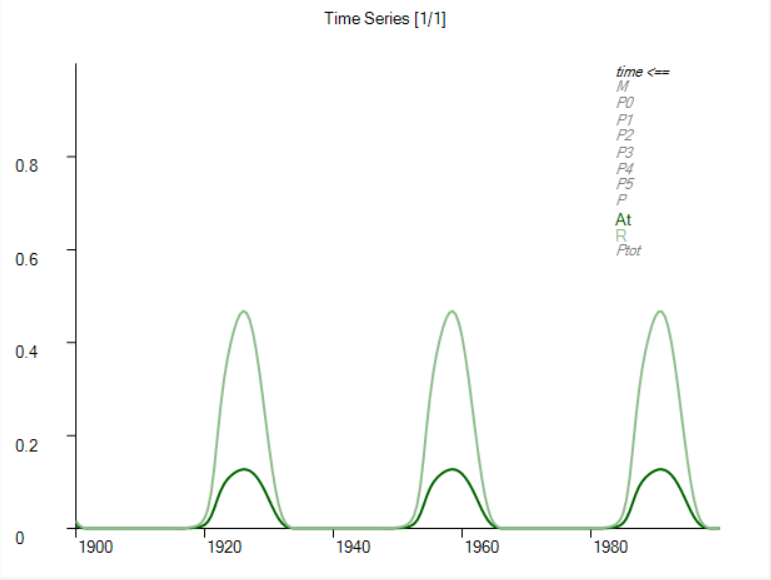 Time Series [1/1]
time <==
M
P0
P1
P2
P3
P4
P5
P
At
R
Ptot
0.8
0.6
0.4
0.2
0
1900 1920 1940 1960 1980